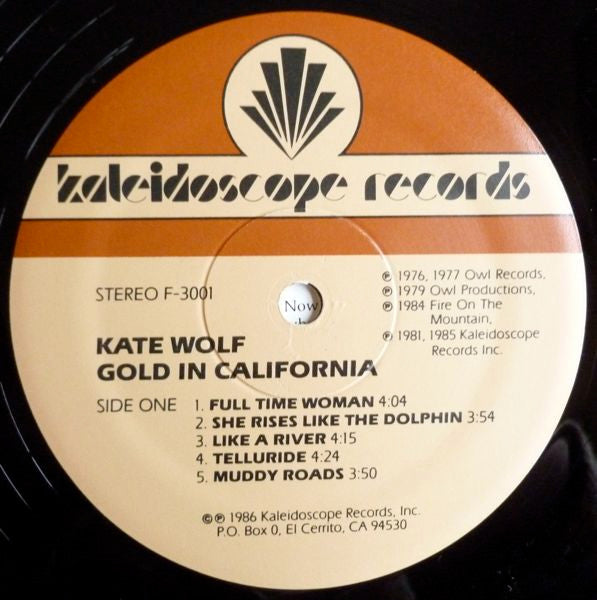 kaleidoscope records
STEREO F-3001
℗ 1976, 1977 Owl Records,
℗ 1979 Owl Productions,
℗ 1984 Fire On The
Mountain,
℗ 1981, 1985 Kaleidoscope
Records Inc.
Now
KATE WOLF
GOLD IN CALIFORNIA
SIDE ONE 1. FULL TIME WOMAN 4:04
2. SHE RISES LIKE THE DOLPHIN 3:54
3. LIKE A RIVER 4:15
4. TELLURIDE 4:24
5. MUDDY ROADS 3:50
©℗ 1986 Kaleidoscope Records, Inc.
P.O. Box O, El Cerrito, CA 94530